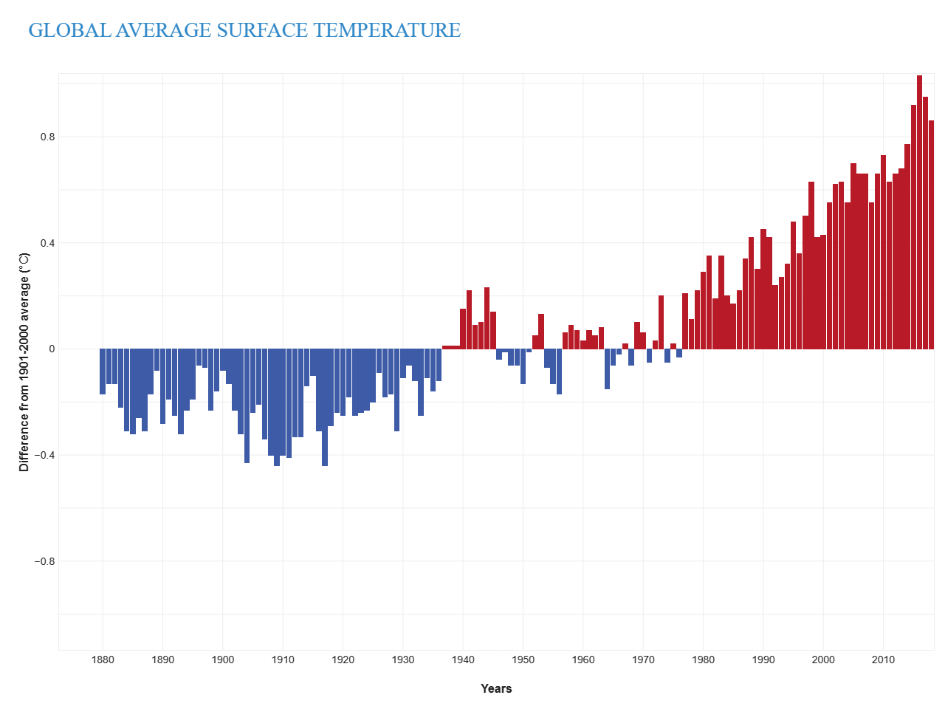 GLOBAL AVERAGE SURFACE TEMPERATURE
Difference from 1901-2000 average (°C)
0.8
0.4
0
−0.4
−0.8
1880 1890 1900 1910 1920 1930 1940 1950 1960 1970 1980 1990 2000 2010
Years